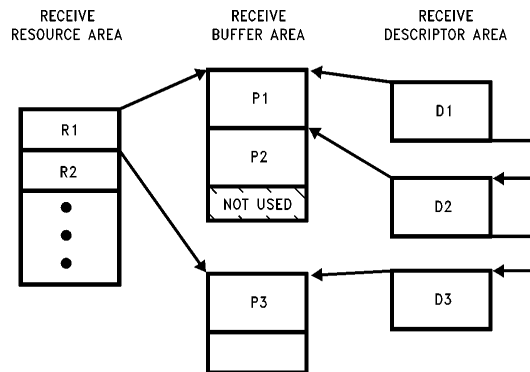 RECEIVE
RESOURCE AREA
RECEIVE
BUFFER AREA
RECEIVE
DESCRIPTOR AREA
R1
R2
P1
P2
NOT USED
P3
D1
D2
D3